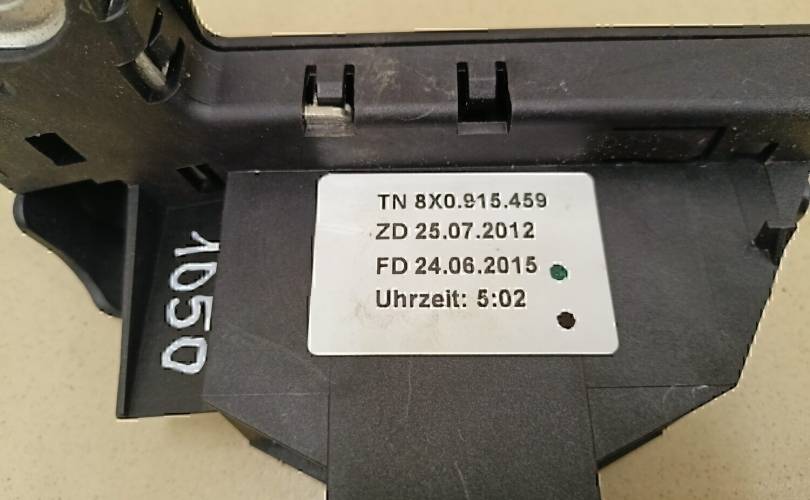 TN 8X0.915.459
ZD 25.07.2012
FD 24.06.2015
Uhrzeit: 5:02
1050